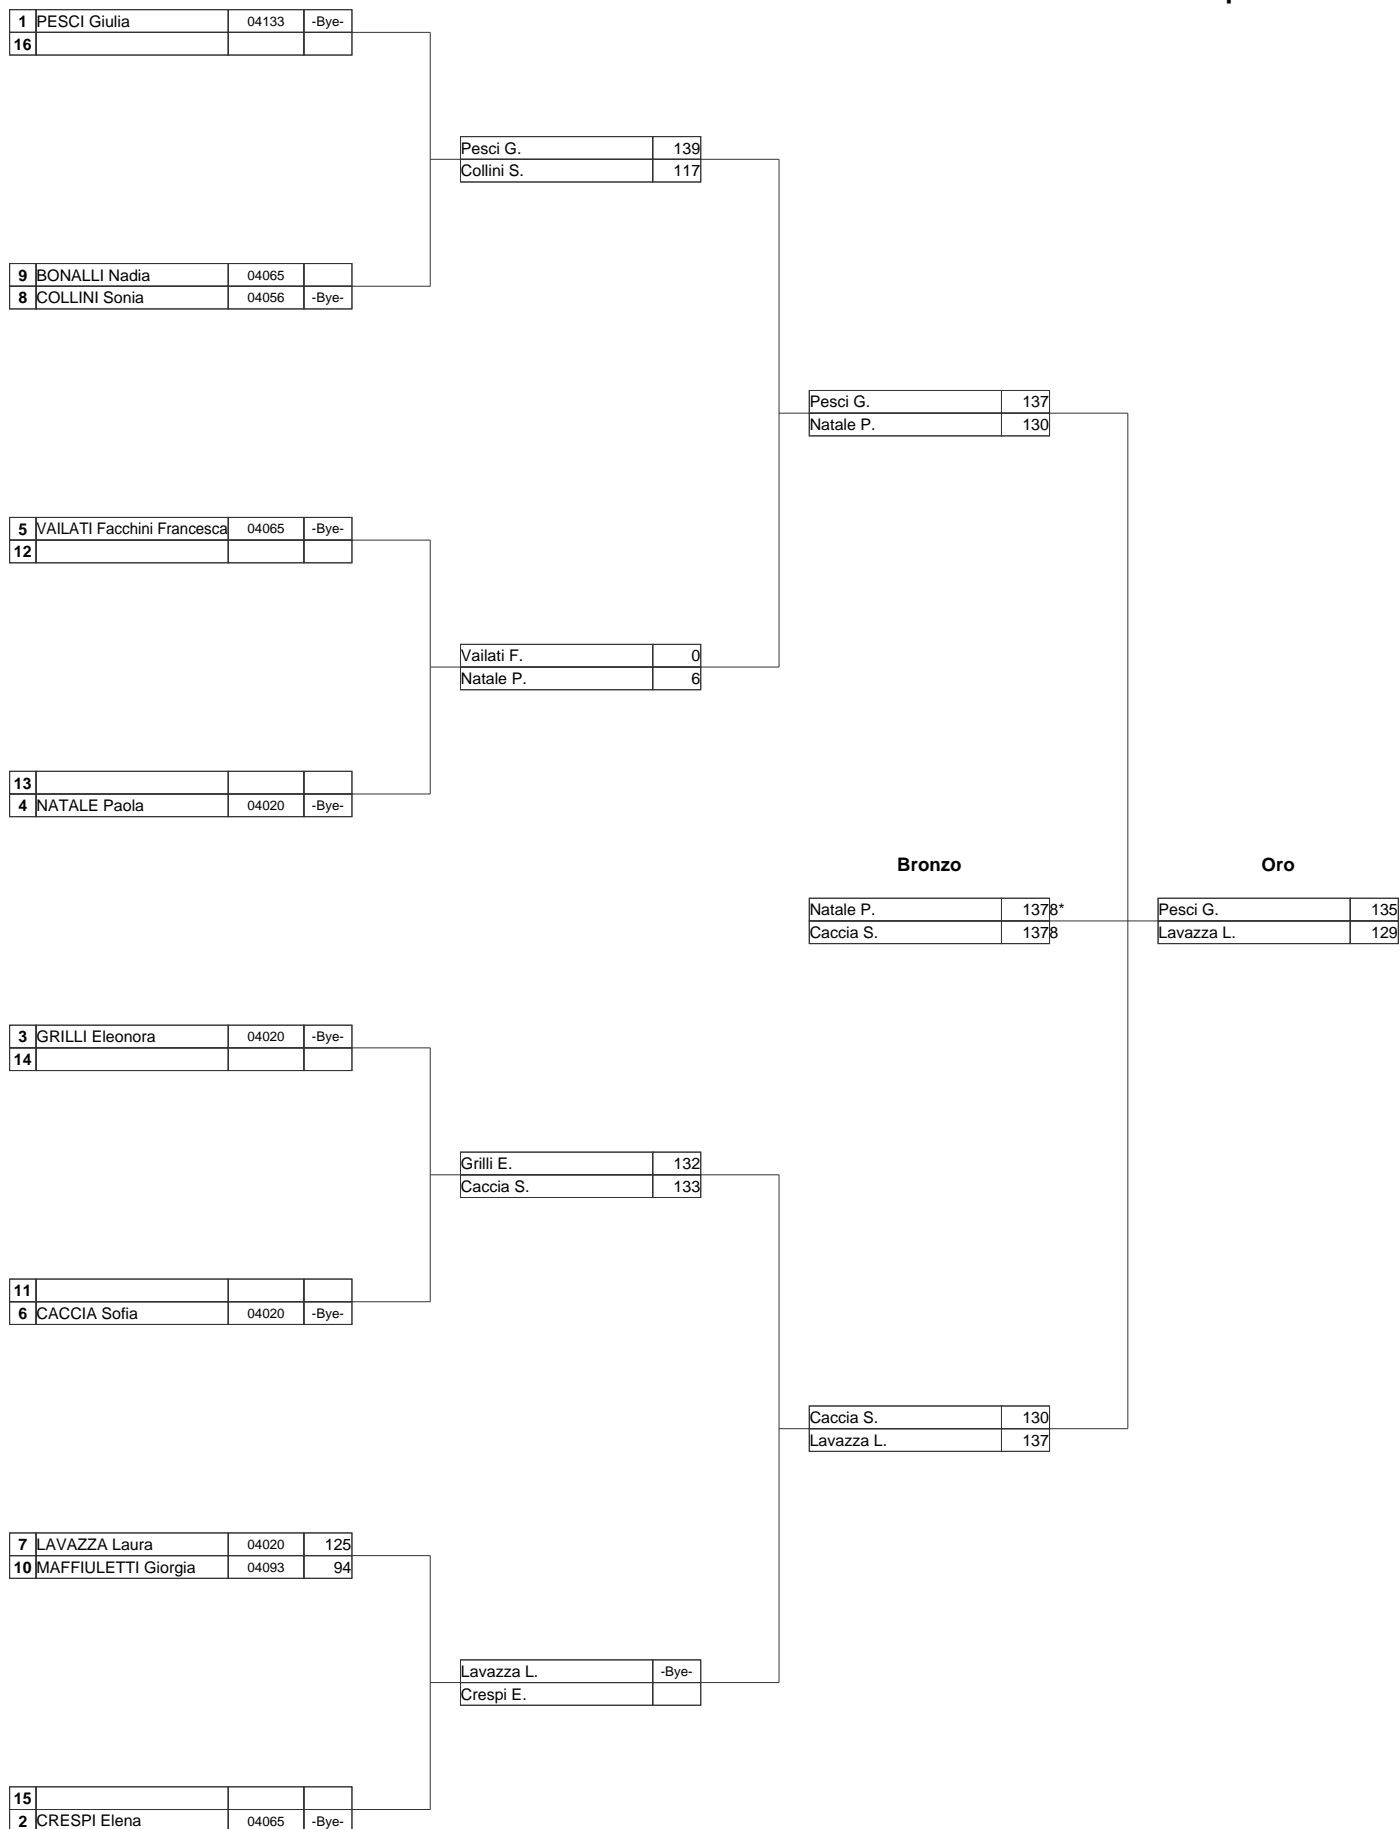 1 PESCI Giulia 04133 -Bye-
16
Pesci G. 139
Collini S. 117
9 BONALLI Nadia 04065
8 COLLINI Sonia 04056 -Bye-
Pesci G. 137
Natale P. 130
5 VAILATI Facchini Francesca 04065 -Bye-
12
Vailati F. 0
Natale P. 6
13
4 NATALE Paola 04020 -Bye-
Bronzo Oro
Natale P. 1378* Pesci G. 135
Caccia S. 1378 Lavazza L. 129
3 GRILLI Eleonora 04020 -Bye-
14
Grilli E. 132
Caccia S. 133
11
6 CACCIA Sofia 04020 -Bye-
Caccia S. 130
Lavazza L. 137
7 LAVAZZA Laura 04020 125
10 MAFFIULETTI Giorgia 04093 94
Lavazza L. -Bye-
Crespi E.
15
2 CRESPI Elena 04065 -Bye-